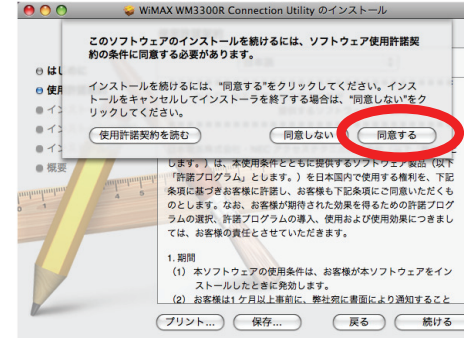 WiMAX WM3300R Connection Utility のインストール
このソフトウェアのインストールを続けるには、ソフトウェア使用許諾契
約の条件に同意する必要があります。
インストールを続けるには、"同意する"をクリックしてください。インス
トールをキャンセルしてインストーラを終了する場合は、"同意しない"をク
リックしてください。
使用許諾契約を読む
同意しない
同意する
は
使用
イン
イン
イン
概要
します。）は、本使用条件とともに提供するソフトウェア製品（以下
「許諾プログラム」とします。）を日本国内で使用する権利を、下記
条項に基づきお客様に許諾し、お客様も下記条項にご同意いただくも
のとします。なお、お客様が期待された効果を得るための許諾プログ
ラムの選択、許諾プログラムの導入、使用および使用効果につきまし
ては、お客様の責任とさせていただきます。
1. 期間
（1） 本ソフトウェアの使用条件は、お客様が本ソフトウェアをイン
ストールしたときに発効します。
（2） お客様は1ケ月以上事前に、弊社宛に書面により通知すること
プリント...
保存...
戻る
続ける